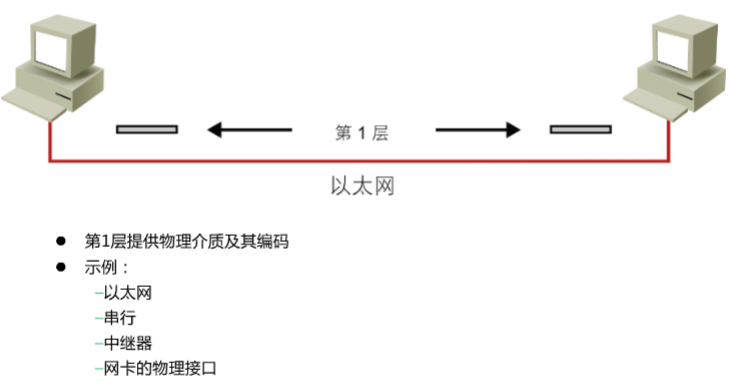 第 1 层
以太网
● 第1层提供物理介质及其编码
● 示例：
–以太网
–串行
–中继器
–网卡的物理接口